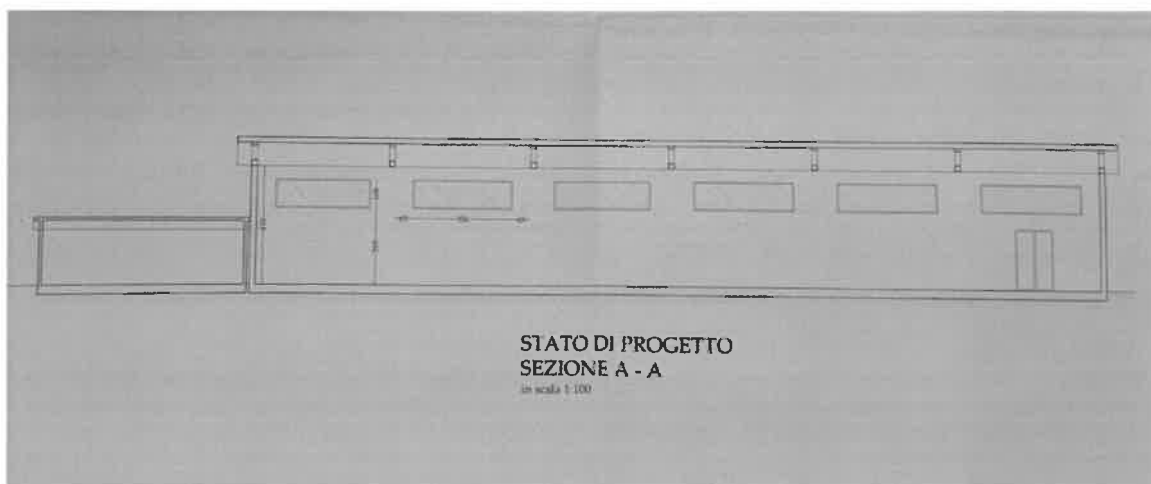 STATO DI PROGETTO
SEZIONE A - A
in scala 1:100